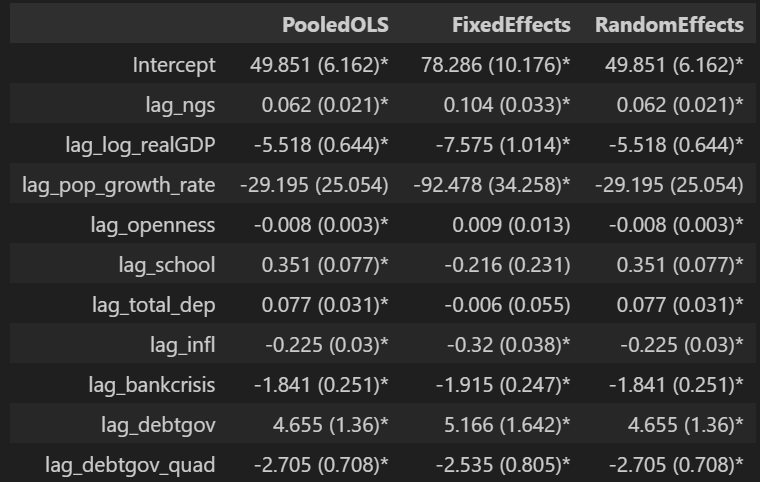 PooledOLS FixedEffects RandomEffects
Intercept 49.851 (6.162)* 78.286 (10.176)* 49.851 (6.162)*
lag_ngs 0.062 (0.021)* 0.104 (0.033)* 0.062 (0.021)*
lag_log_realGDP -5.518 (0.644)* -7.575 (1.014)* -5.518 (0.644)*
lag_pop_growth_rate -29.195 (25.054) -92.478 (34.258)* -29.195 (25.054)
lag_openness -0.008 (0.003)* 0.009 (0.013) -0.008 (0.003)*
lag_school 0.351 (0.077)* -0.216 (0.231) 0.351 (0.077)*
lag_total_dep 0.077 (0.031)* -0.006 (0.055) 0.077 (0.031)*
lag_infl -0.225 (0.03)* -0.32 (0.038)* -0.225 (0.03)*
lag_bankcrisis -1.841 (0.251)* -1.915 (0.247)* -1.841 (0.251)*
lag_debtgov 4.655 (1.36)* 5.166 (1.642)* 4.655 (1.36)*
lag_debtgov_quad -2.705 (0.708)* -2.535 (0.805)* -2.705 (0.708)*